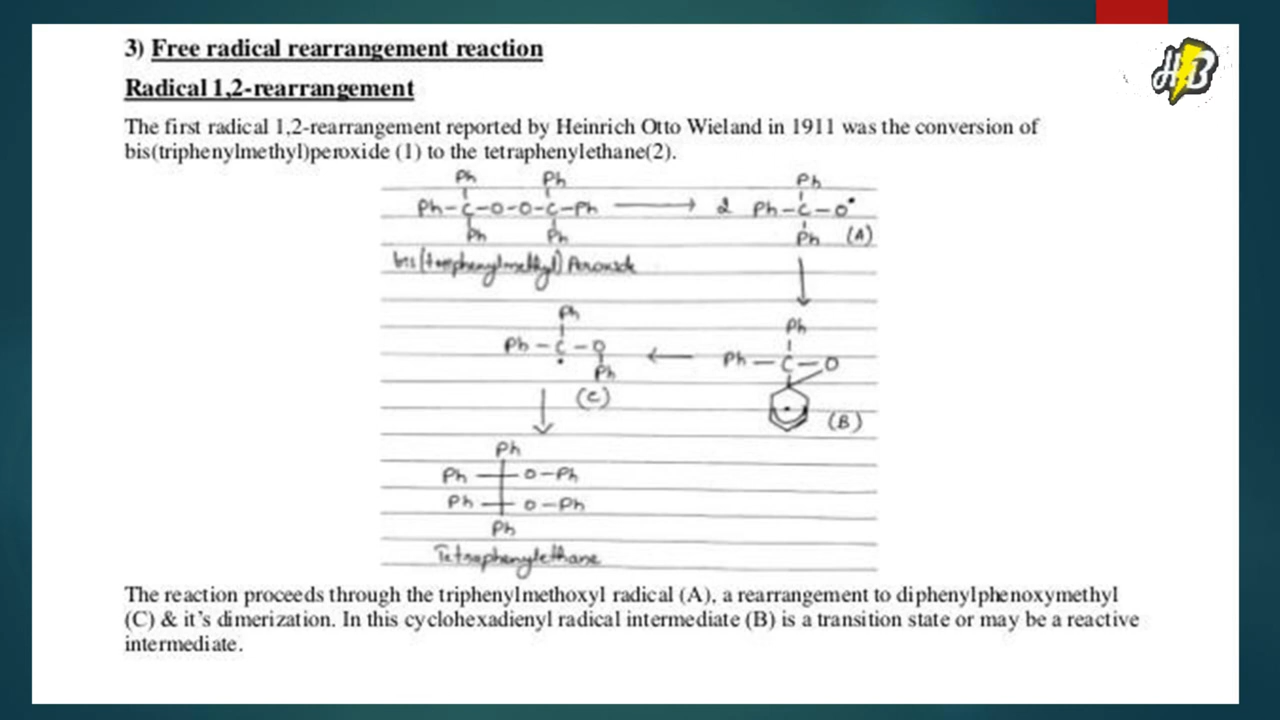 3) Free radical rearrangement reaction
HB
Radical 1,2-rearrangement
The first radical 1,2-rearrangement reported by Heinrich Otto Wieland in 1911 was the conversion of
bis(triphenylmethyl)peroxide (1) to the tetraphenylethane(2).
Ph Ph Ph
Ph-C-O-O-C-Ph 2 Ph-C-O•
Ph Ph Ph (A)
bis(triphenylmethyl) Peroxide
Ph Ph
Ph-C-O Ph-C-O
Ph
(C) (B)
Ph
Ph O-Ph
Ph O-Ph
Ph
Tetraphenylethane
The reaction proceeds through the triphenylmethoxyl radical (A), a rearrangement to diphenylphenoxymethyl
(C) & it's dimerization. In this cyclohexadienyl radical intermediate (B) is a transition state or may be a reactive
intermediate.